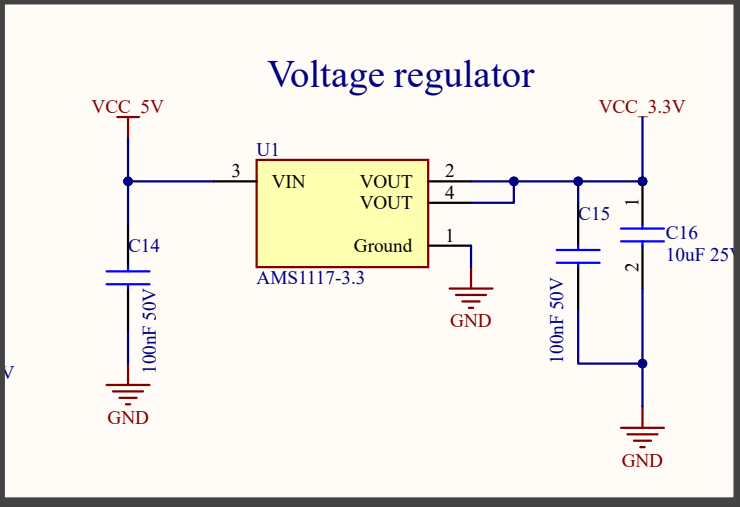 Voltage regulator
VCC_5V
VCC_3.3V
U1
3
VIN
VOUT
2
VOUT
4
Ground
1
AMS1117-3.3
C14
100nF 50V
GND
GND
C15
100nF 50V
1
C16
10uF 25V
2
GND
V